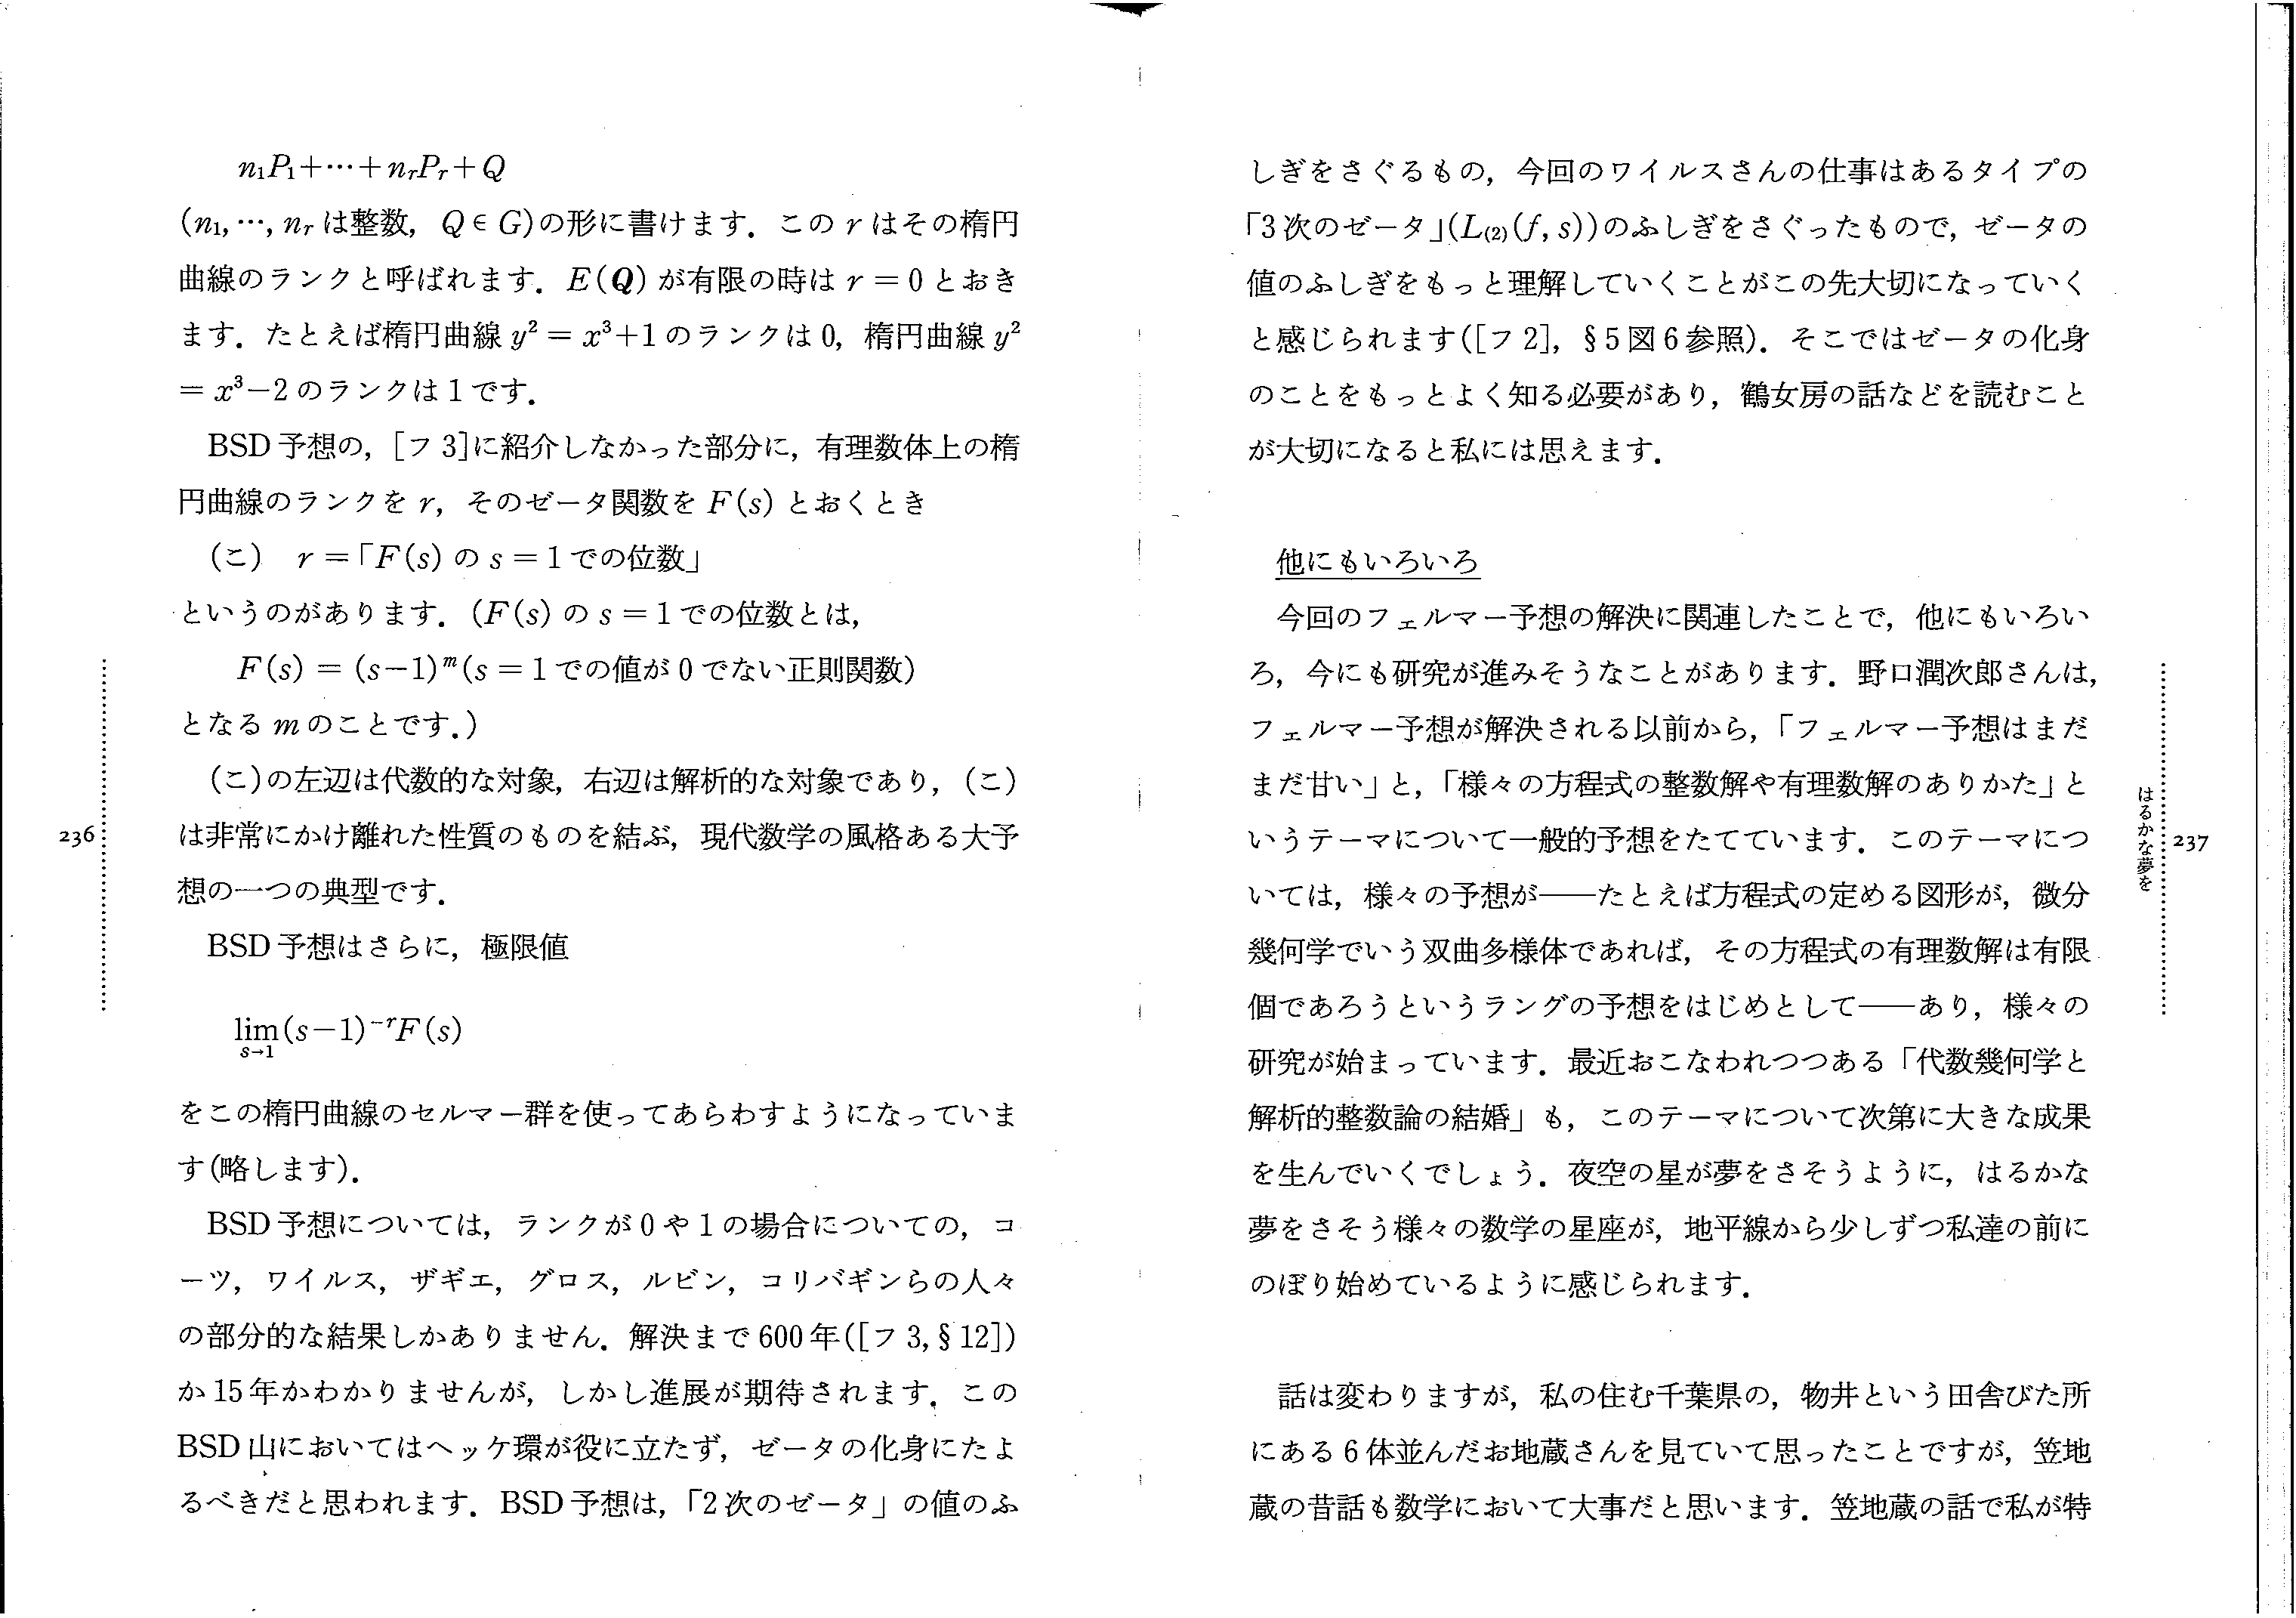 n₁P₁＋…＋nᵣPᵣ＋Q
(n₁, …, nᵣ は整数，Q∈G)の形に書けます．この r はその楕円
曲線のランクと呼ばれます．E(Q) が有限の時は r＝0 とおき
ます．たとえば楕円曲線 y²＝x³＋1 のランクは 0，楕円曲線 y²
＝x³－2 のランクは 1 です．
BSD 予想の，[フ 3]に紹介しなかった部分に，有理数体上の楕
円曲線のランクを r，そのゼータ関数を F(s) とおくとき
(こ)　r＝「F(s) の s＝1 での位数」
というのがあります．(F(s) の s＝1 での位数とは，
F(s)＝(s－1)ᵐ(s＝1 での値が 0 でない正則関数)
となる m のことです．)
(こ)の左辺は代数的な対象，右辺は解析的な対象であり，(こ)
は非常にかけ離れた性質のものを結ぶ，現代数学の風格ある大予
想の一つの典型です．
BSD 予想はさらに，極限値
lim(s－1)⁻ʳF(s)
s→1
をこの楕円曲線のセルマー群を使ってあらわすようになっていま
す(略します)．
BSD 予想については，ランクが 0 や 1 の場合についての，コ
ーツ，ワイルス，ザギエ，グロス，ルビン，コリバギンらの人々
の部分的な結果しかありません．解決まで 600 年([フ 3, §12])
か 15 年かわかりませんが，しかし進展が期待されます．この
BSD 山においてはヘッケ環が役に立たず，ゼータの化身にたよ
るべきだと思われます．BSD 予想は，「2 次のゼータ」の値のふ
236
しぎをさぐるもの，今回のワイルスさんの仕事はあるタイプの
「3 次のゼータ」(L₍₂₎(f, s))のふしぎをさぐったもので，ゼータの
値のふしぎをもっと理解していくことがこの先大切になっていく
と感じられます([フ 2]，§5 図 6 参照)．そこではゼータの化身
のことをもっとよく知る必要があり，鶴女房の話などを読むこと
が大切になると私には思えます．
他にもいろいろ
今回のフェルマー予想の解決に関連したことで，他にもいろい
ろ，今にも研究が進みそうなことがあります．野口潤次郎さんは，
フェルマー予想が解決される以前から，「フェルマー予想はまだ
まだ甘い」と，「様々の方程式の整数解や有理数解のありかた」と
いうテーマについて一般的予想をたてています．このテーマにつ
いては，様々の予想が——たとえば方程式の定める図形が，微分
幾何学でいう双曲多様体であれば，その方程式の有理数解は有限
個であろうというラングの予想をはじめとして——あり，様々の
研究が始まっています．最近おこなわれつつある「代数幾何学と
解析的整数論の結婚」も，このテーマについて次第に大きな成果
を生んでいくでしょう．夜空の星が夢をさそうように，はるかな
夢をさそう様々の数学の星座が，地平線から少しずつ私達の前に
のぼり始めているように感じられます．
話は変わりますが，私の住む千葉県の，物井という田舎びた所
にある 6 体並んだお地蔵さんを見ていて思ったことですが，笠地
蔵の昔話も数学において大事だと思います．笠地蔵の話で私が特
はるかな夢を
237